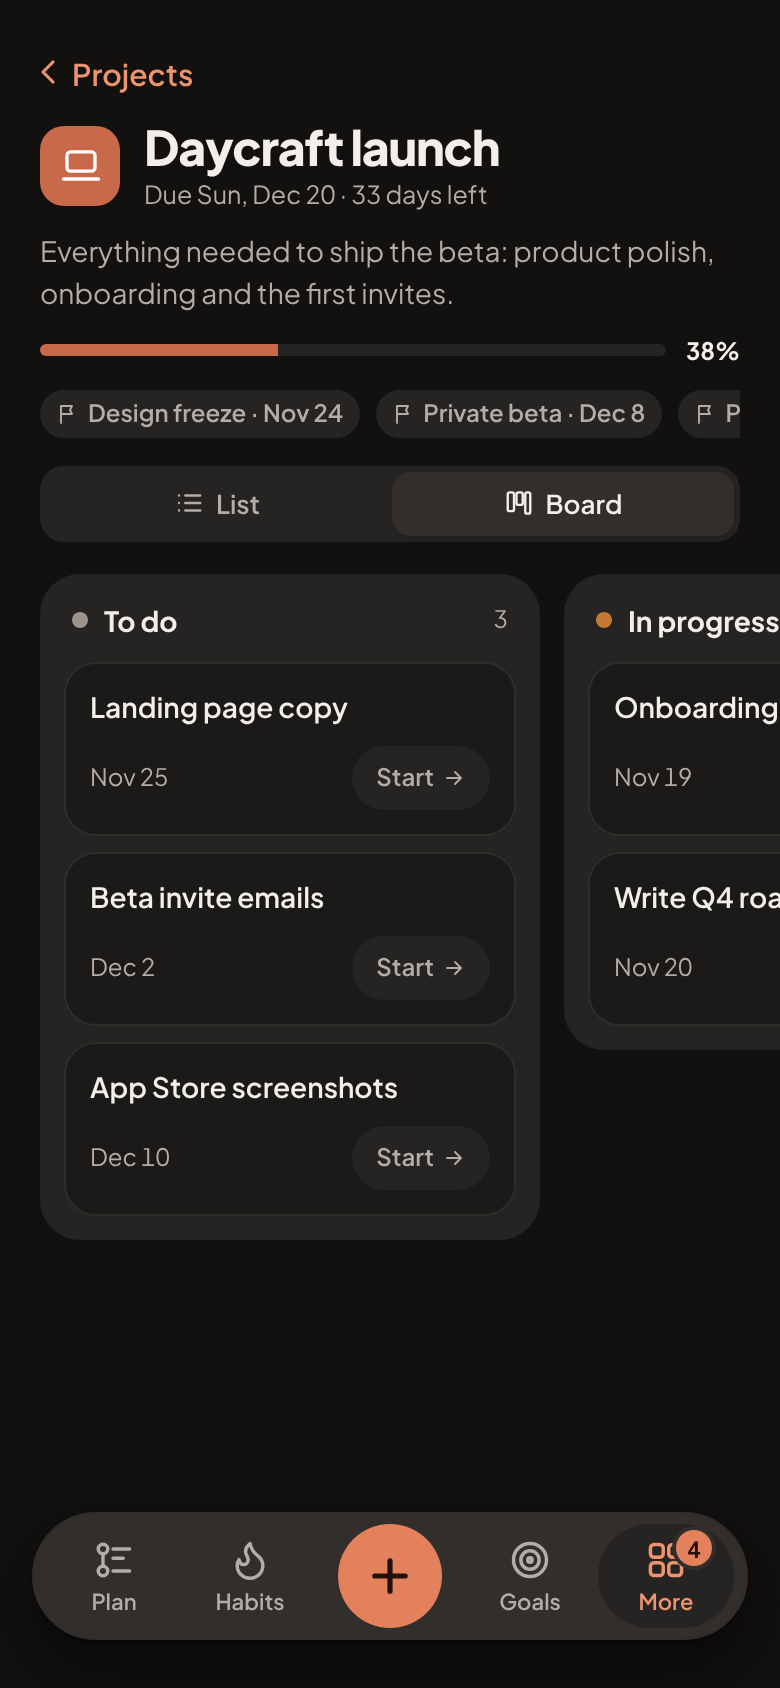 Projects
Daycraft launch
Due Sun, Dec 20 · 33 days left
Everything needed to ship the beta: product polish,
onboarding and the first invites.
38%
Design freeze · Nov 24
Private beta · Dec 8
P
List
Board
To do
3
Landing page copy
Nov 25
Start →
Beta invite emails
Dec 2
Start →
App Store screenshots
Dec 10
Start →
In progress
Onboarding
Nov 19
Write Q4
Nov 20
Plan
Habits
Goals
4
More